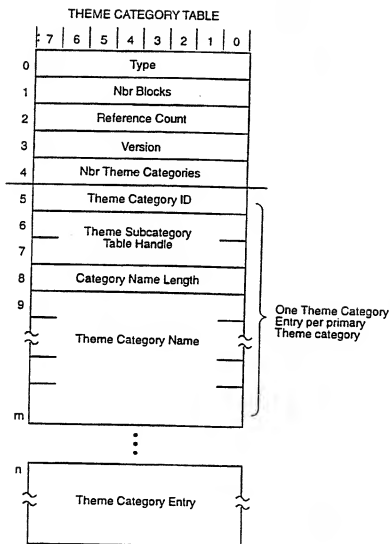 THEME CATEGORY TABLE
7 6 5 4 3 2 1 0
0 Type
1 Nbr Blocks
2 Reference Count
3 Version
4 Nbr Theme Categories
5 Theme Category ID
6 Theme Subcategory
7 Table Handle
8 Category Name Length
9
Theme Category Name
m
One Theme Category
Entry per primary
Theme category
n
Theme Category Entry